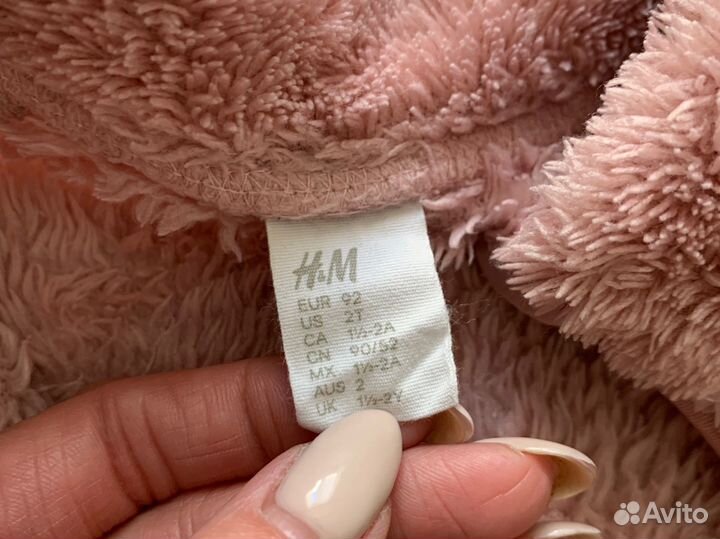 H&M
EUR 92
US 2T
CA 1½-2A
CN 90/52
MX 1½-2A
AUS 2
UK 1½-2Y
Avito